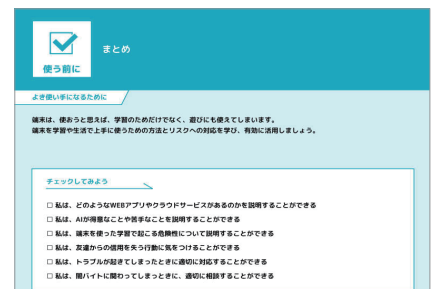 使う前に
まとめ
よき使い手になるために
端末は、使おうと思えば、学習のためだけでなく、遊びにも使えてしまいます。
端末を学習や生活で上手に使うための方法とリスクへの対応を学び、有効に活用しましょう。
チェックしてみよう
□ 私は、どのようなWEBアプリやクラウドサービスがあるのかを説明することができる
□ 私は、AIが得意なことや苦手なことを説明することができる
□ 私は、端末を使った学習で起こる危険性について説明することができる
□ 私は、友達からの信用を失う行動に気をつけることができる
□ 私は、トラブルが起きてしまったときに適切に対応することができる
□ 私は、闇バイトに関わってしまっときに、適切に相談することができる